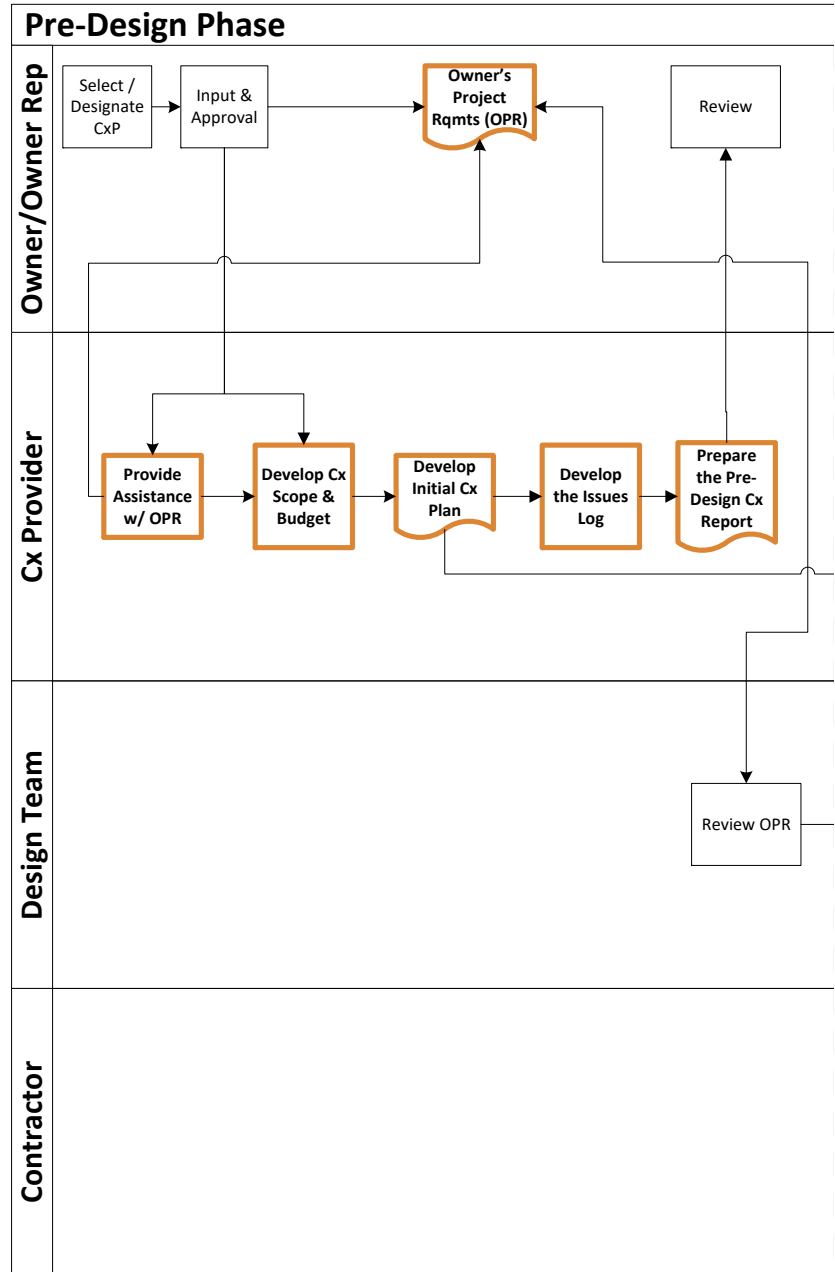 Pre-Design Phase
Owner/Owner Rep
Select /
Designate
CxP
Input &
Approval
Owner's
Project
Rqmts (OPR)
Review
Cx Provider
Provide
Assistance
w/ OPR
Develop Cx
Scope &
Budget
Develop
Initial Cx
Plan
Develop
the Issues
Log
Prepare
the Pre-
Design Cx
Report
Design Team
Review OPR
Contractor